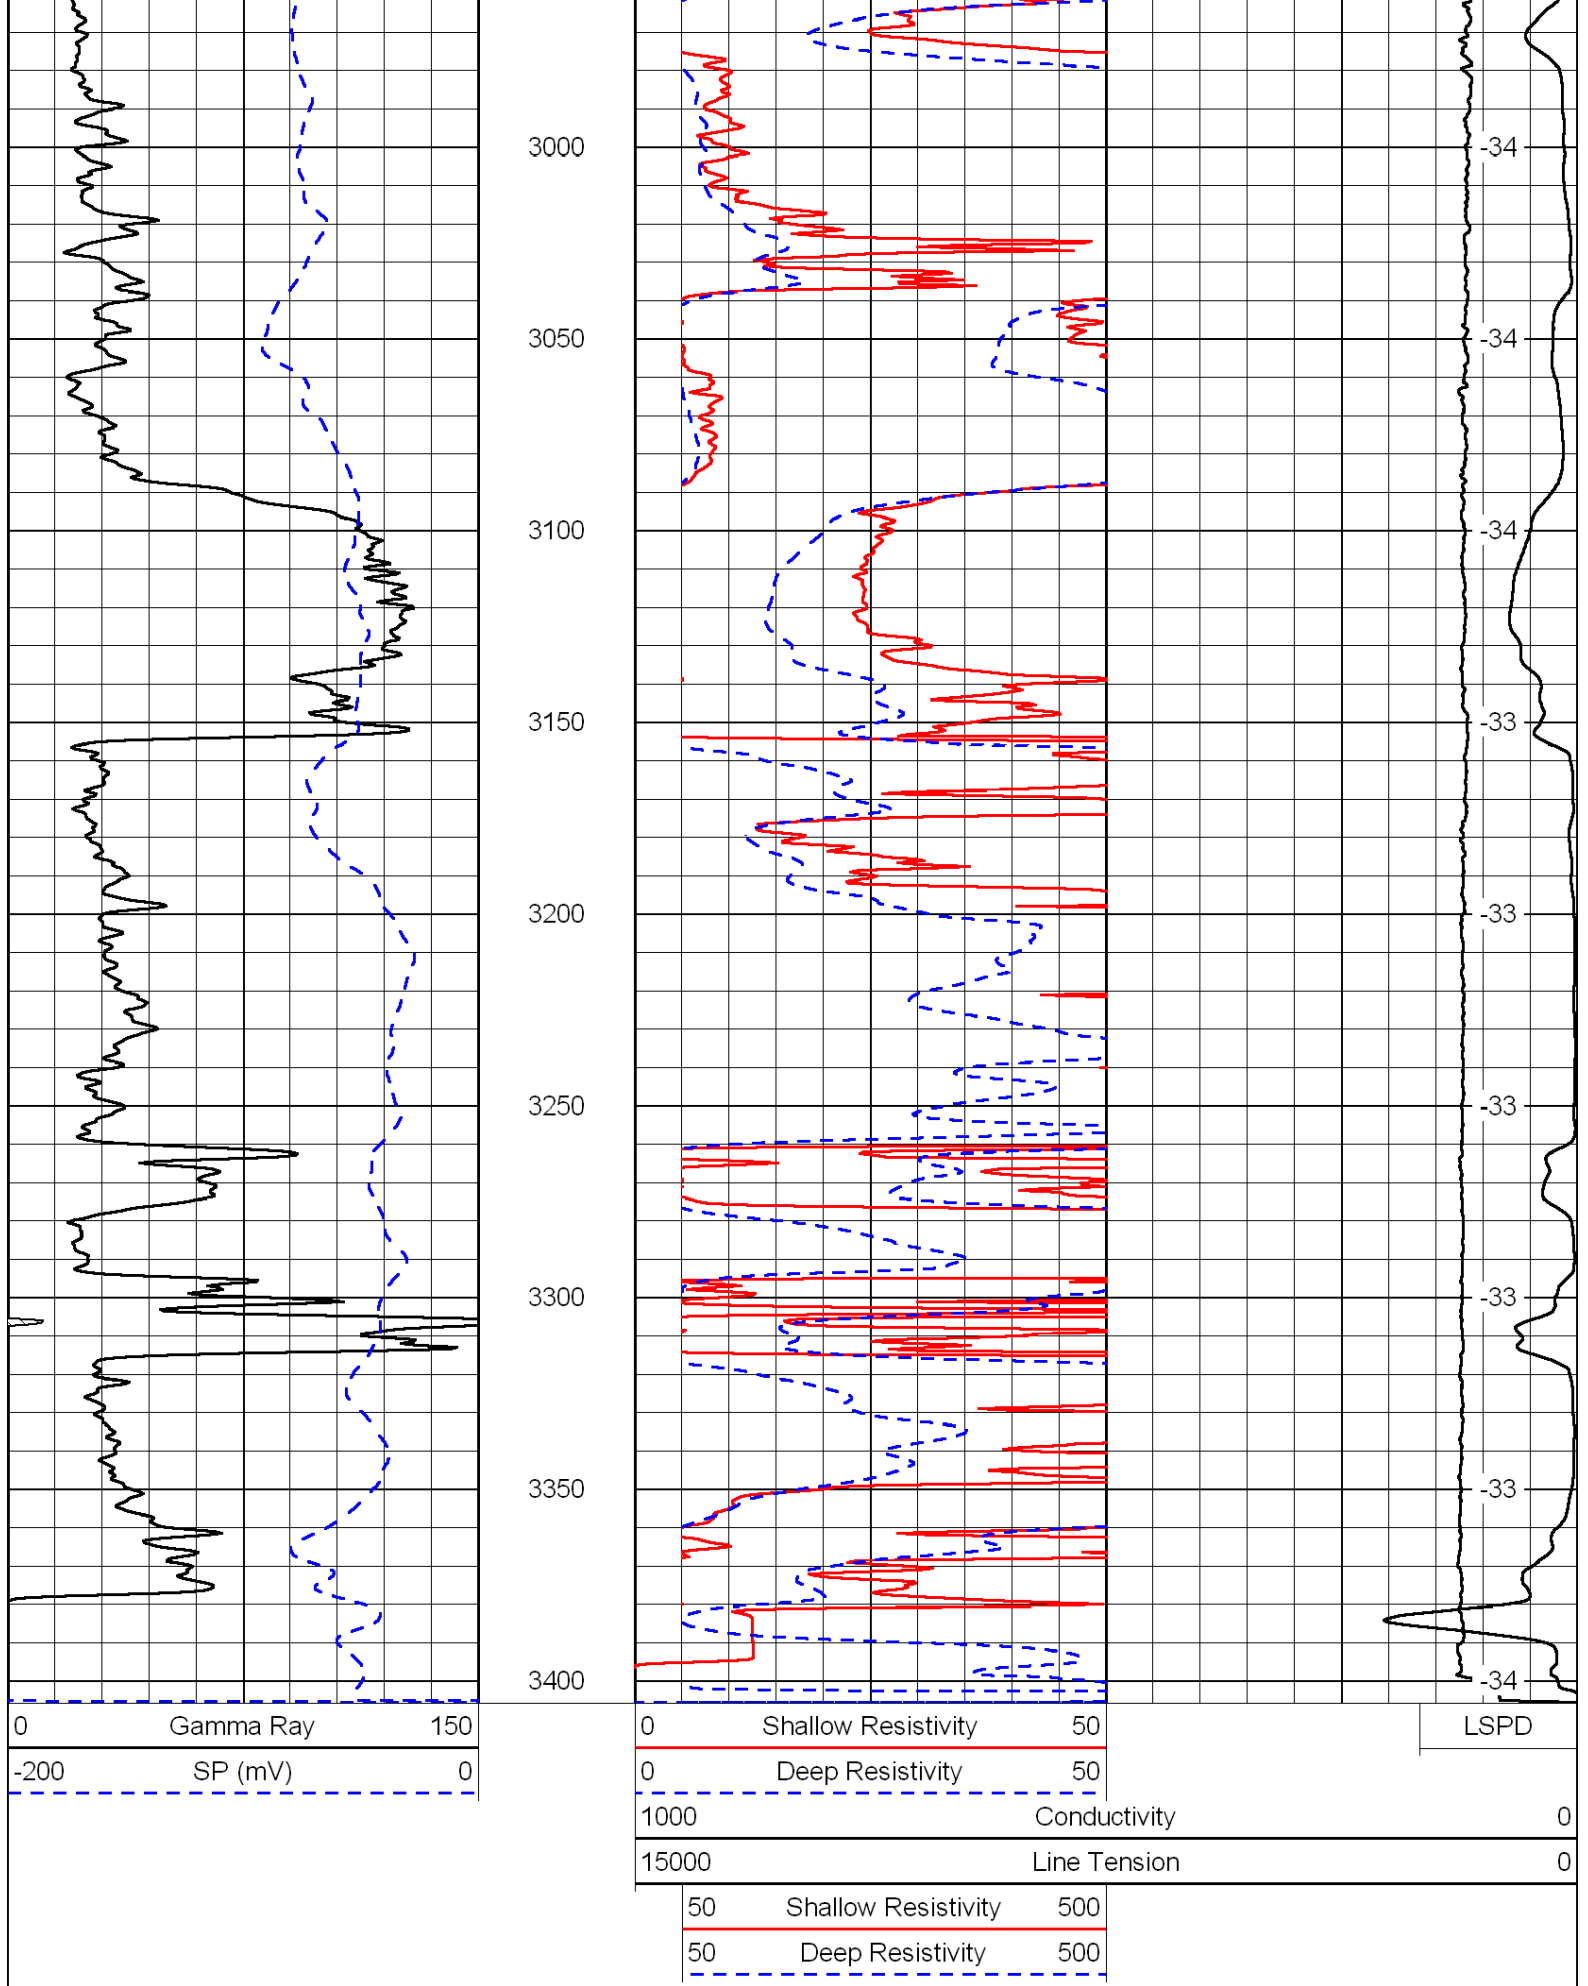 3000 -34
3050 -34
3100 -34
3150 -33
3200 -33
3250 -33
3300 -33
3350 -33
3400 -34
0 Gamma Ray 150
-200 SP (mV) 0
0 Shallow Resistivity 50
0 Deep Resistivity 50
LSPD
1000 Conductivity 0
15000 Line Tension 0
50 Shallow Resistivity 500
50 Deep Resistivity 500